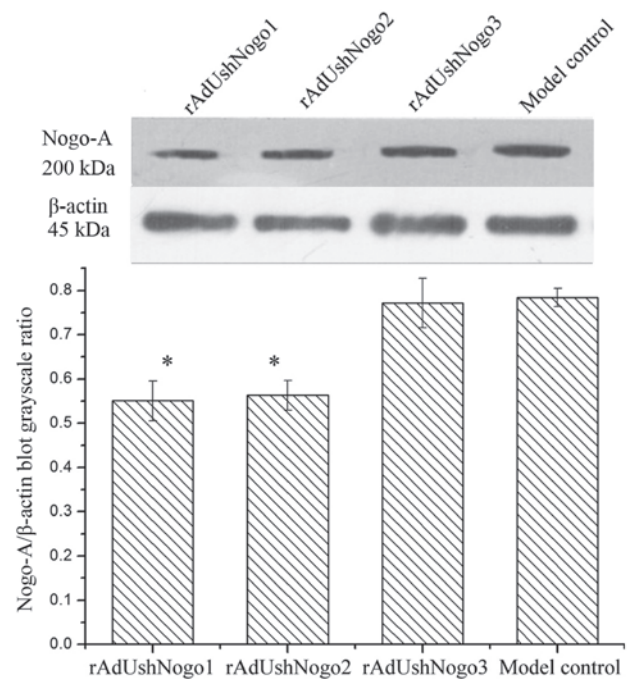 rAdUshNogo1
rAdUshNogo2
rAdUshNogo3
Model control
Nogo-A
200 kDa
β-actin
45 kDa
0.8
0.7
0.6
0.5
0.4
0.3
0.2
0.1
0.0
Nogo-A/β-actin blot grayscale ratio
* *
rAdUshNogo1 rAdUshNogo2 rAdUshNogo3 Model control